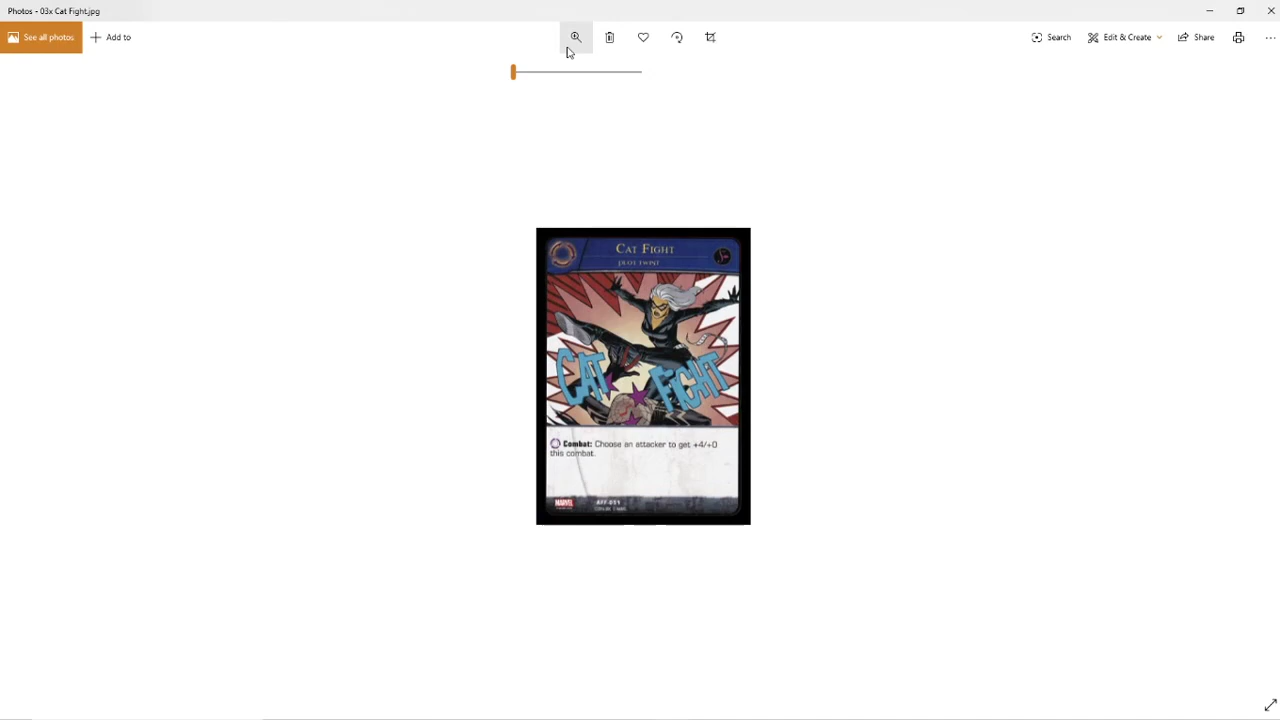 Photos - 03x Cat Fight.jpg
See all photos
Add to
Search
Edit & Create
Share
CAT FIGHT
PLOT TWIST
CAT FIGHT
Combat: Choose an attacker to get +4/+0
this combat.
MARVEL